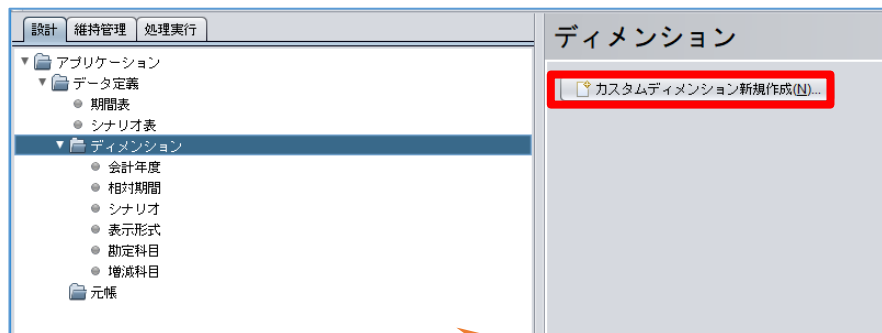 設計 維持管理 処理実行
アプリケーション
データ定義
期間表
シナリオ表
ディメンション
会計年度
相対期間
シナリオ
表示形式
勘定科目
増減科目
元帳
ディメンション
カスタムディメンション新規作成(N)...